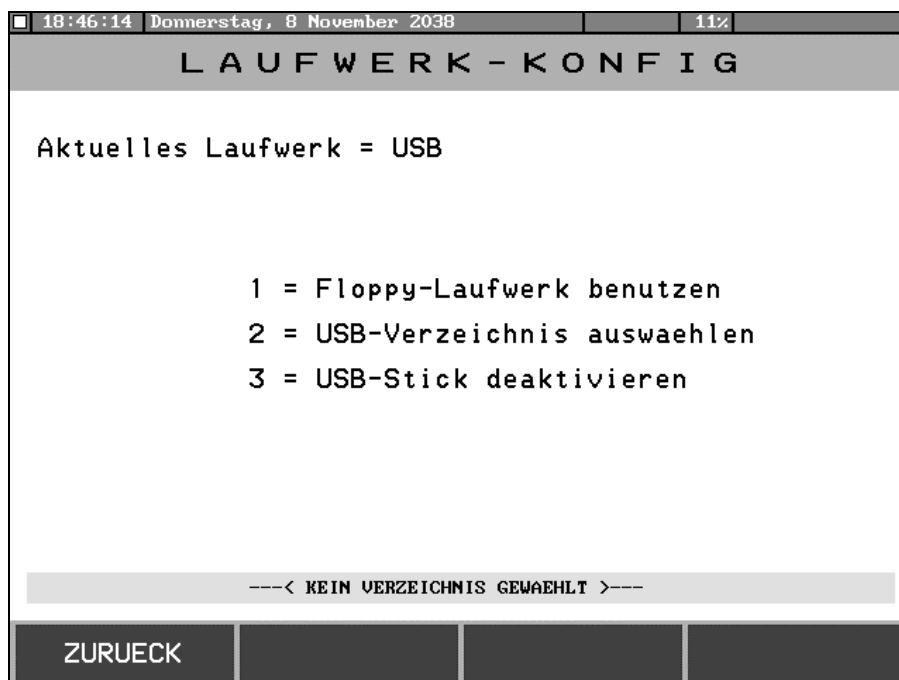 18:46:14 Donnerstag, 8 November 2038 11%
LAUFWERK-KONFIG
Aktuelles Laufwerk = USB
1 = Floppy-Laufwerk benutzen
2 = USB-Verzeichnis auswaehlen
3 = USB-Stick deaktivieren
---< KEIN VERZEICHNIS GEWAEHLT >---
ZURUECK